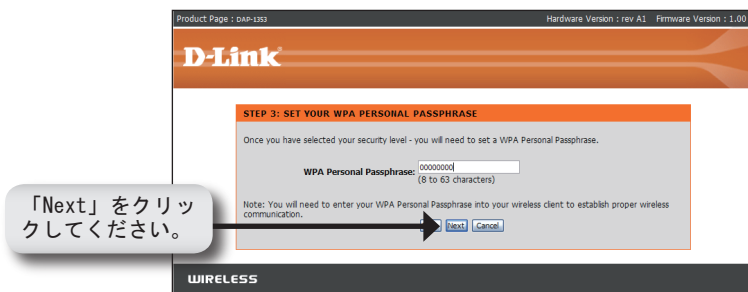 Product Page : DAP-1353 Hardware Version : rev A1 Firmware Version : 1.00
D-Link
STEP 3: SET YOUR WPA PERSONAL PASSPHRASE
Once you have selected your security level - you will need to set a WPA Personal Passphrase.
WPA Personal Passphrase: 00000000
(8 to 63 characters)
Note: You will need to enter your WPA Personal Passphrase into your wireless client to establish proper wireless
communication.
Next Cancel
「Next」をクリッ
クしてください。
WIRELESS